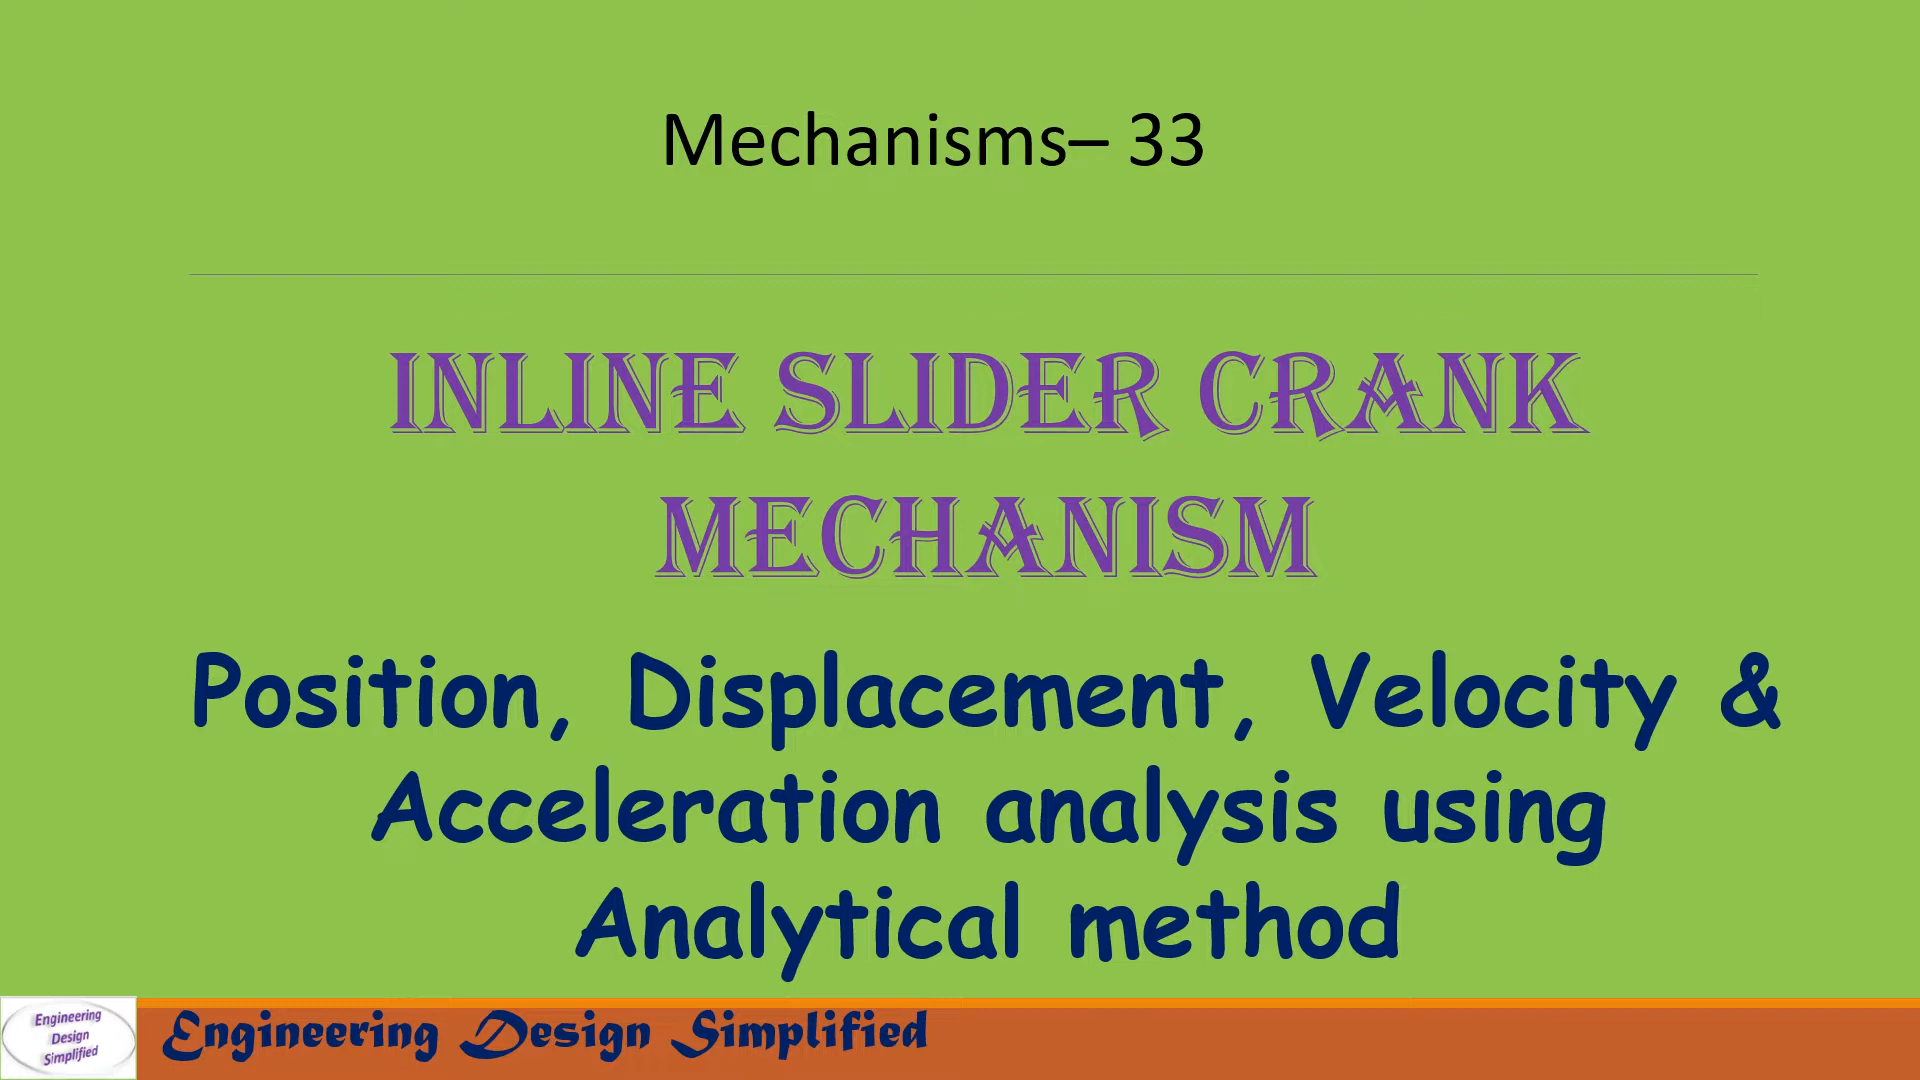 Mechanisms– 33
INLINE SLIDER CRANK
MECHANISM
Position, Displacement, Velocity &
Acceleration analysis using
Analytical method
Engineering
Design
Simplified
Engineering Design Simplified